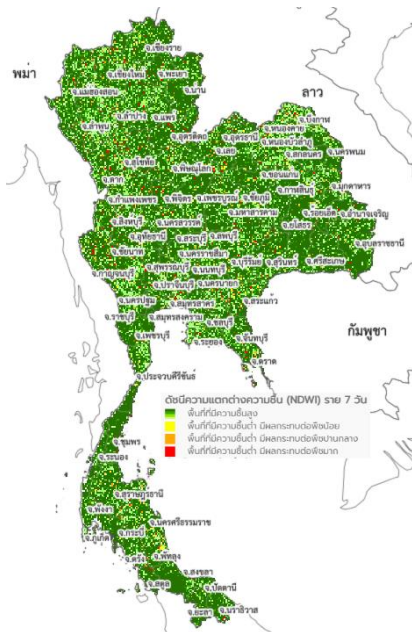 พม่า
ลาว
กัมพูชา
จ.เชียงราย
จ.เชียงใหม่
จ.พะเยา
จ.แม่ฮ่องสอน
จ.น่าน
จ.ลำปาง
จ.แพร่
จ.ลำพูน
จ.อุตรดิตถ์
จ.สุโขทัย
จ.ตาก
จ.พิษณุโลก
จ.เลย
จ.อุดรธานี
จ.หนองคาย
จ.บึงกาฬ
จ.หนองบัวลำภู
จ.สกลนคร
จ.นครพนม
จ.ขอนแก่น
จ.กาฬสินธุ์
จ.มุกดาหาร
จ.กำแพงเพชร
จ.พิจิตร
จ.เพชรบูรณ์
จ.ชัยภูมิ
จ.มหาสารคาม
จ.ร้อยเอ็ด
จ.อำนาจเจริญ
จ.ยโสธร
จ.อุบลราชธานี
จ.สิงห์บุรี
จ.นครสวรรค์
จ.อุทัยธานี
จ.สระบุรี
จ.ลพบุรี
จ.ชัยนาท
จ.นครราชสีมา
จ.บุรีรัมย์
จ.สุรินทร์
จ.ศรีสะเกษ
จ.กาญจนบุรี
จ.สุพรรณบุรี
จ.นนทบุรี
จ.ปราจีนบุรี
จ.นครนายก
จ.นครปฐม
จ.สมุทรสาคร
จ.สระแก้ว
จ.ราชบุรี
จ.สมุทรสงคราม
จ.ชลบุรี
จ.เพชรบุรี
จ.ระยอง
จ.จันทบุรี
จ.ตราด
จ.ประจวบคีรีขันธ์
ดัชนีความแตกต่างความชื้น (NDWI) ราย 7 วัน
พื้นที่ที่มีความชื้นสูง
พื้นที่ที่มีความชื้นต่ำ มีผลกระทบต่อพืชน้อย
พื้นที่ที่มีความชื้นต่ำ มีผลกระทบต่อพืชปานกลาง
พื้นที่ที่มีความชื้นต่ำ มีผลกระทบต่อพืชมาก
จ.ชุมพร
จ.ระนอง
จ.สุราษฎร์ธานี
จ.พังงา
จ.นครศรีธรรมราช
จ.ภูเก็ต
จ.กระบี่
จ.ตรัง
จ.พัทลุง
จ.สงขลา
จ.สตูล
จ.ปัตตานี
จ.ยะลา
จ.นราธิวาส